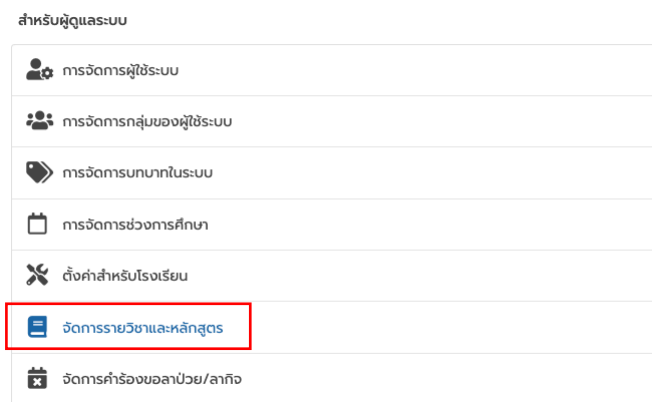 สำหรับผู้ดูแลระบบ
การจัดการผู้ใช้ระบบ
การจัดการกลุ่มของผู้ใช้ระบบ
การจัดการบทบาทในระบบ
การจัดการช่วงการศึกษา
ตั้งค่าสำหรับโรงเรียน
จัดการรายวิชาและหลักสูตร
จัดการคำร้องขอลาป่วย/ลากิจ